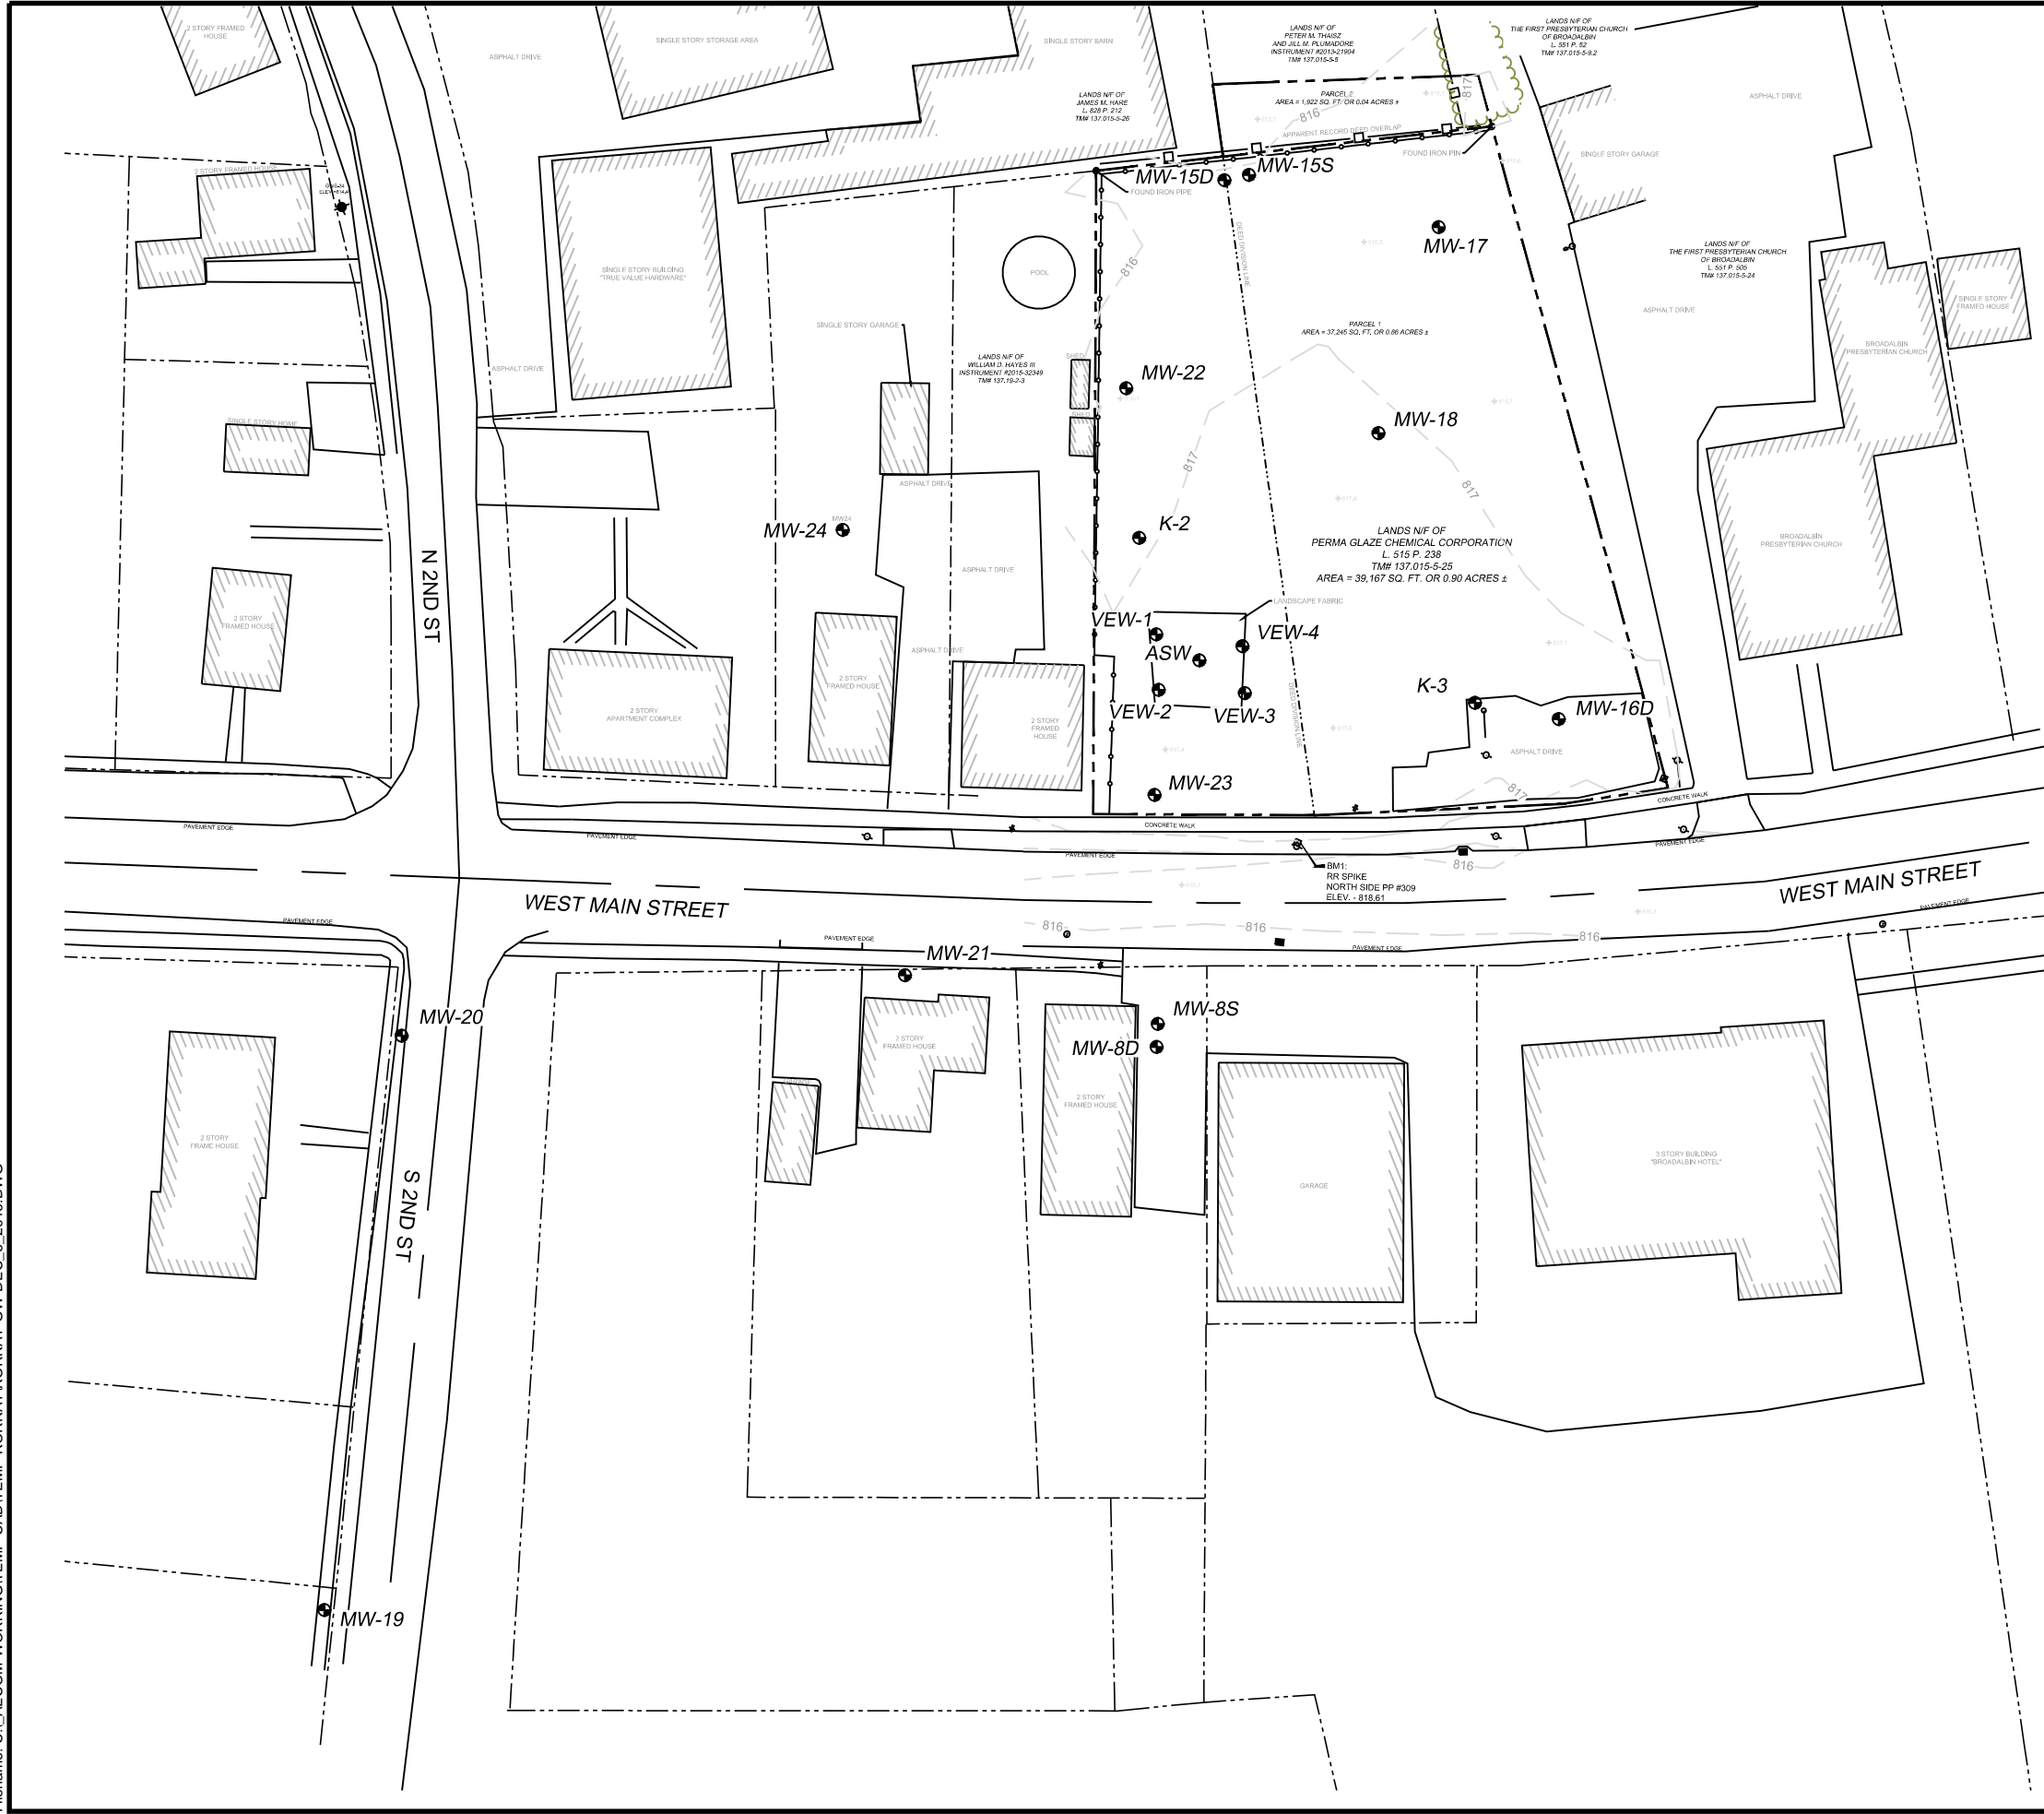 2 STORY FRAMED
HOUSE
ASPHALT DRIVE
SINGLE STORY STORAGE AREA
SINGLE STORY BARN
LANDS N/F OF
PETER M. THAISZ
AND JILL M. PLUMADORE
INSTRUMENT #2013-21904
TM# 137.015-5-5
LANDS N/F OF
THE FIRST PRESBYTERIAN CHURCH
OF BROADALBIN
L. 551 P. 52
TM# 137.015-5-9.2
LANDS N/F OF
JAMES M. HARE
L. 828 P. 212
TM# 137.015-5-26
PARCEL 2
AREA = 1,922 SQ. FT. OR 0.04 ACRES ±
817
816
ASPHALT DRIVE
APPARENT RECORD DEED OVERLAP
FOUND IRON PIN
SINGLE STORY GARAGE
2 STORY FRAMED HOUSE
MW-15D
MW-15S
FOUND IRON PIPE
DEED DIVISION LINE
MW-17
LANDS N/F OF
THE FIRST PRESBYTERIAN CHURCH
OF BROADALBIN
L. 551 P. 505
TM# 137.015-5-24
SINGLE STORY BUILDING
"TRUE VALUE HARDWARE"
POOL
816
SINGLE STORY
FRAMED HOUSE
ASPHALT DRIVE
SINGLE STORY GARAGE
PARCEL 1
AREA = 37,245 SQ. FT. OR 0.86 ACRES ±
BROADALBIN
PRESBYTERIAN CHURCH
ASPHALT DRIVE
LANDS N/F OF
WILLIAM D. HAYES III
INSTRUMENT #2015-32349
TM# 137.19-2-3
SHED
MW-22
SHED
SINGLE STORY HOME
MW-18
817
817
ASPHALT DRIVE
MW24
MW-24
K-2
LANDS N/F OF
PERMA GLAZE CHEMICAL CORPORATION
L. 515 P. 238
TM# 137.015-5-25
AREA = 39,167 SQ. FT. OR 0.90 ACRES ±
BROADALBIN
PRESBYTERIAN CHURCH
N 2ND ST
ASPHALT DRIVE
LANDSCAPE FABRIC
2 STORY
FRAMED HOUSE
VEW-1
VEW-4
ASW
ASPHALT DRIVE
2 STORY
FRAMED HOUSE
K-3
VEW-2
VEW-3
MW-16D
DEED DIVISION LINE
2 STORY
APARTMENT COMPLEX
2 STORY
FRAMED
HOUSE
ASPHALT DRIVE
MW-23
817
CONCRETE WALK
PAVEMENT EDGE
CONCRETE WALK
PAVEMENT EDGE
PAVEMENT EDGE
PAVEMENT EDGE
816
BM1:
RR SPIKE
NORTH SIDE PP #309
ELEV. - 818.61
WEST MAIN STREET
WEST MAIN STREET
PAVEMENT EDGE
PAVEMENT EDGE
816
816
816
PAVEMENT EDGE
PAVEMENT EDGE
MW-21
MW-20
MW-8S
MW-8D
2 STORY
FRAMED HOUSE
2 STORY
FRAMED HOUSE
2 STORY
FRAME HOUSE
3 STORY BUILDING
"BROADALBIN HOTEL"
GARAGE
S 2ND ST
MW-19